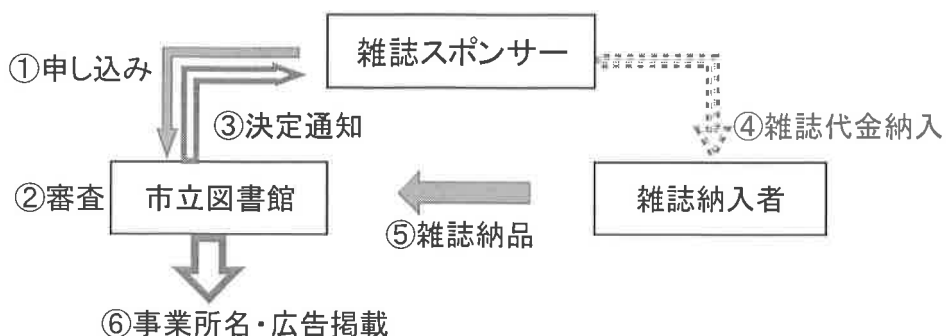 雑誌スポンサー
①申し込み
③決定通知
④雑誌代金納入
②審査
市立図書館
雑誌納入者
⑤雑誌納品
⑥事業所名・広告掲載